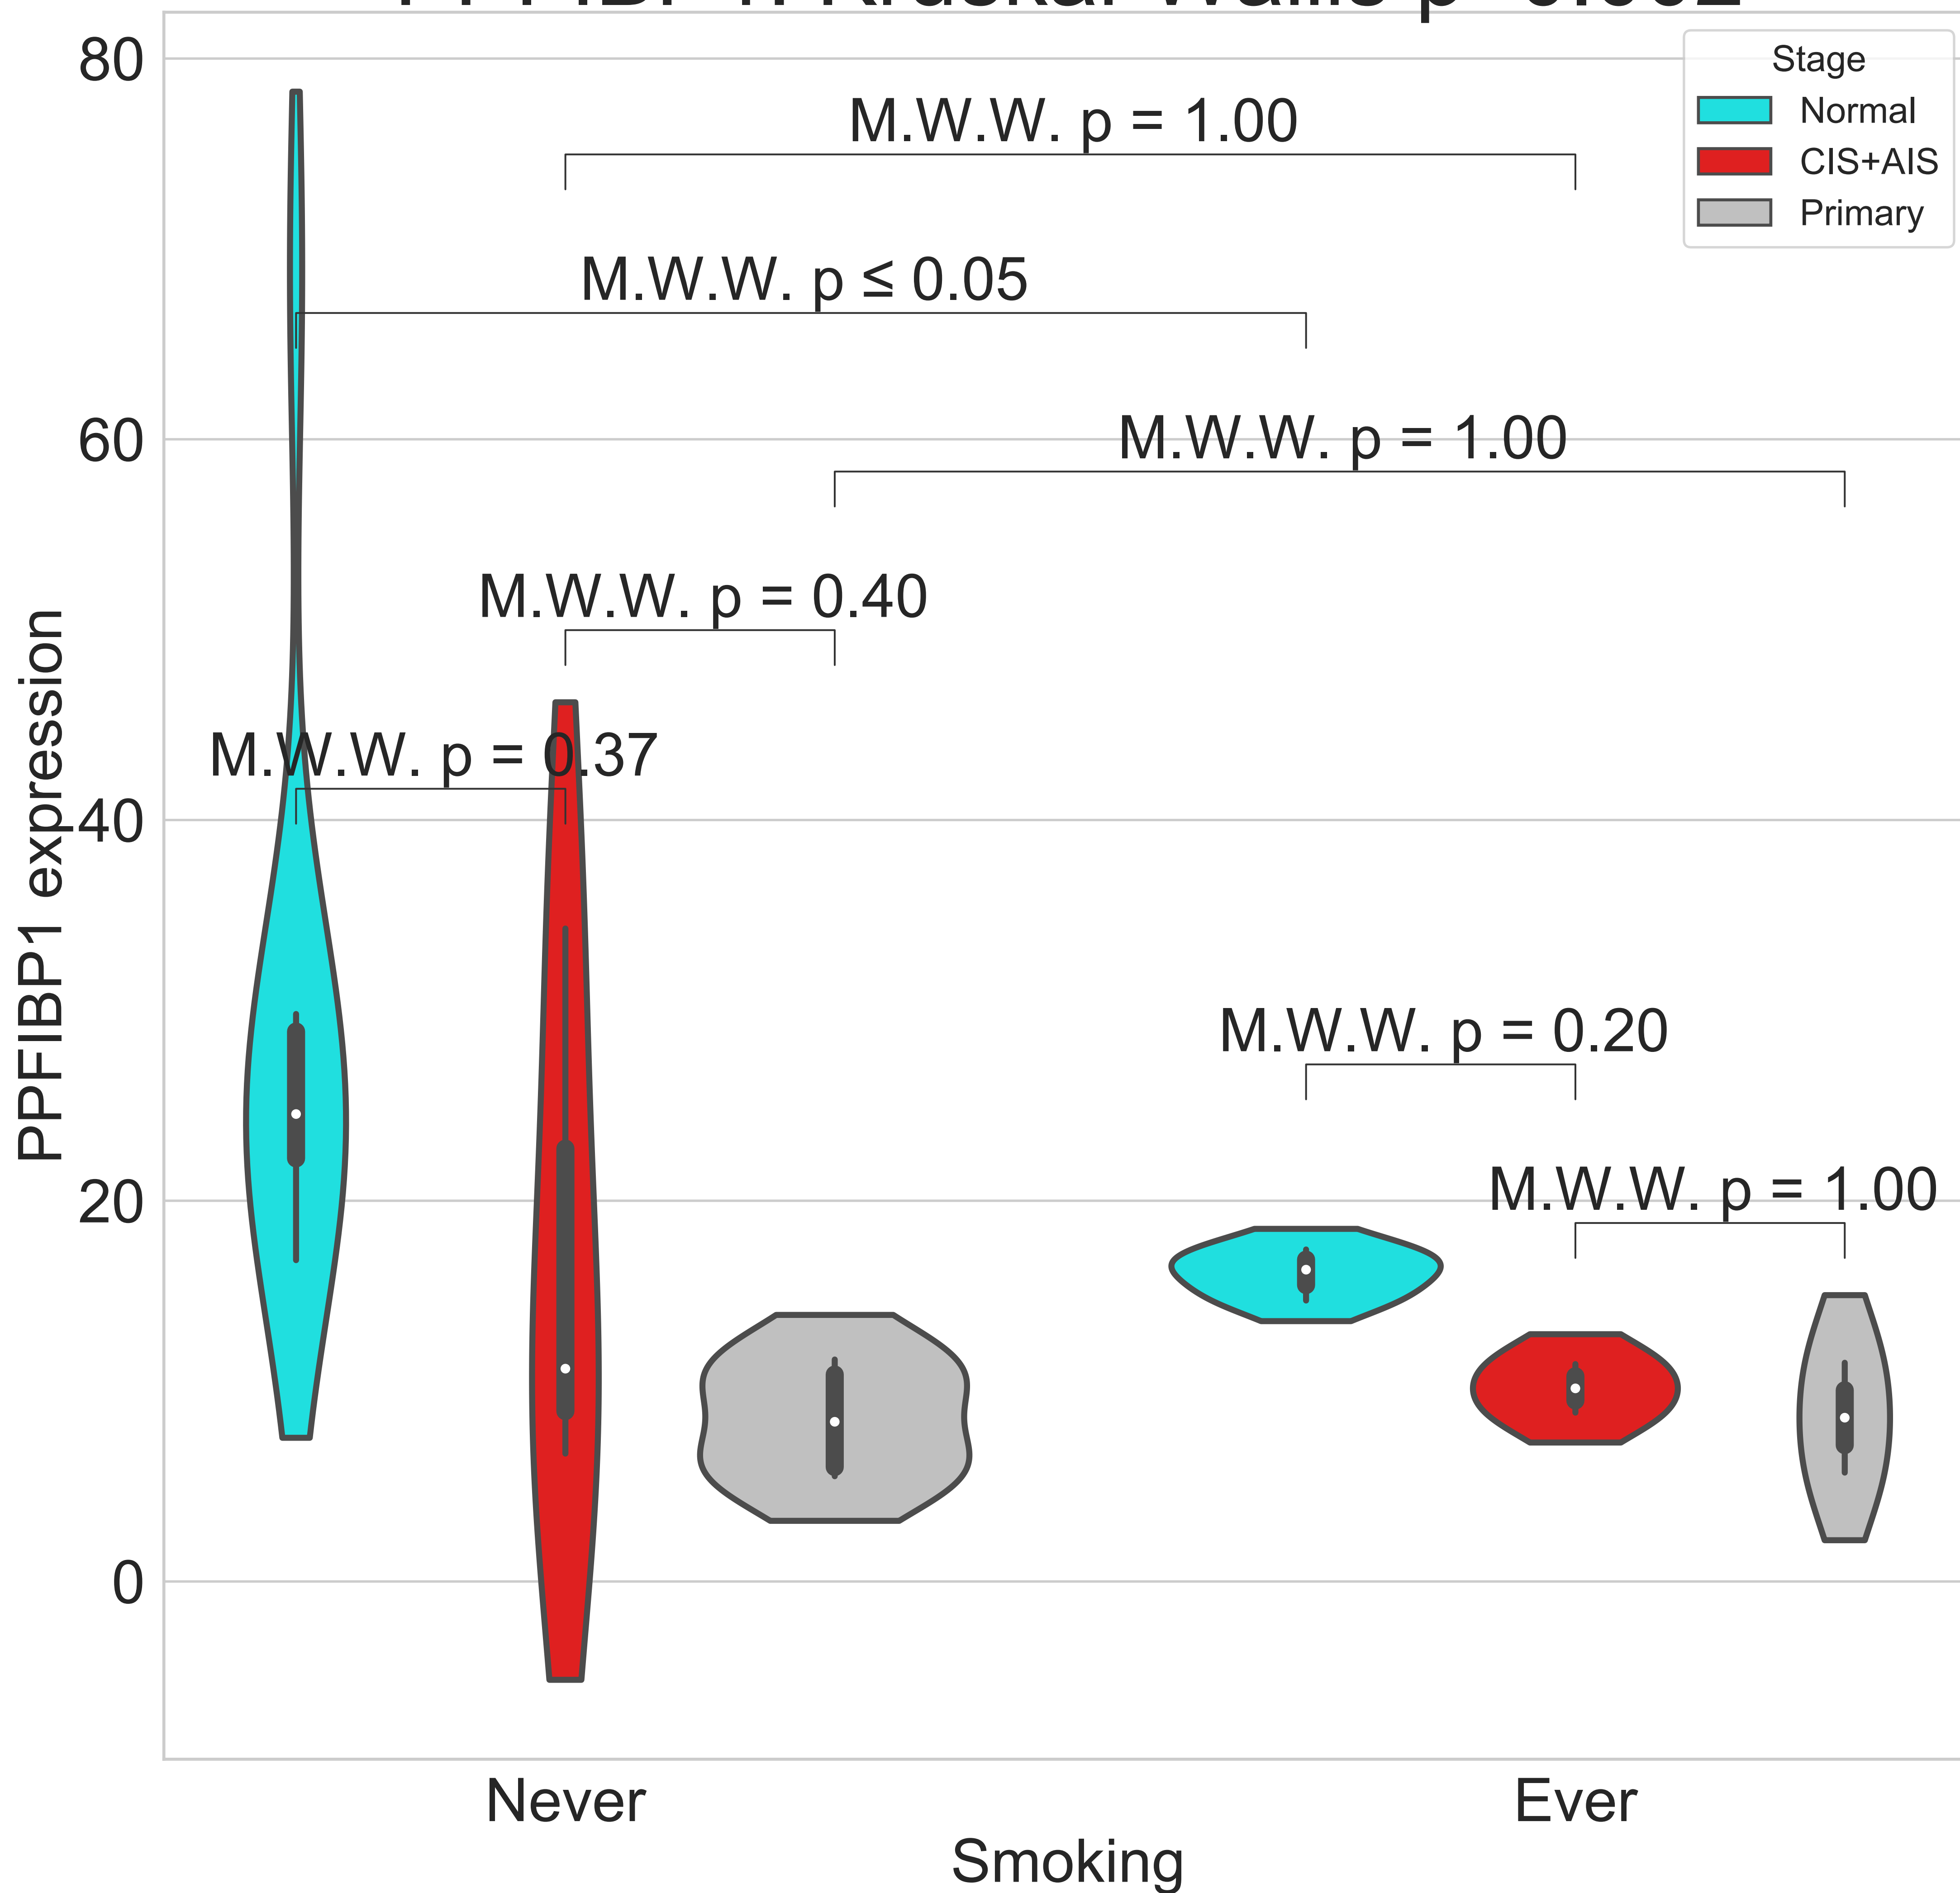 80
Stage
Normal
CIS+AIS
Primary
M.W.W. p = 1.00
M.W.W. p ≤ 0.05
60
M.W.W. p = 1.00
M.W.W. p = 0.40
M.W.W. p = 0.37
40
PPFIBP1 expression
M.W.W. p = 0.20
M.W.W. p = 1.00
20
0
Never
Ever
Smoking